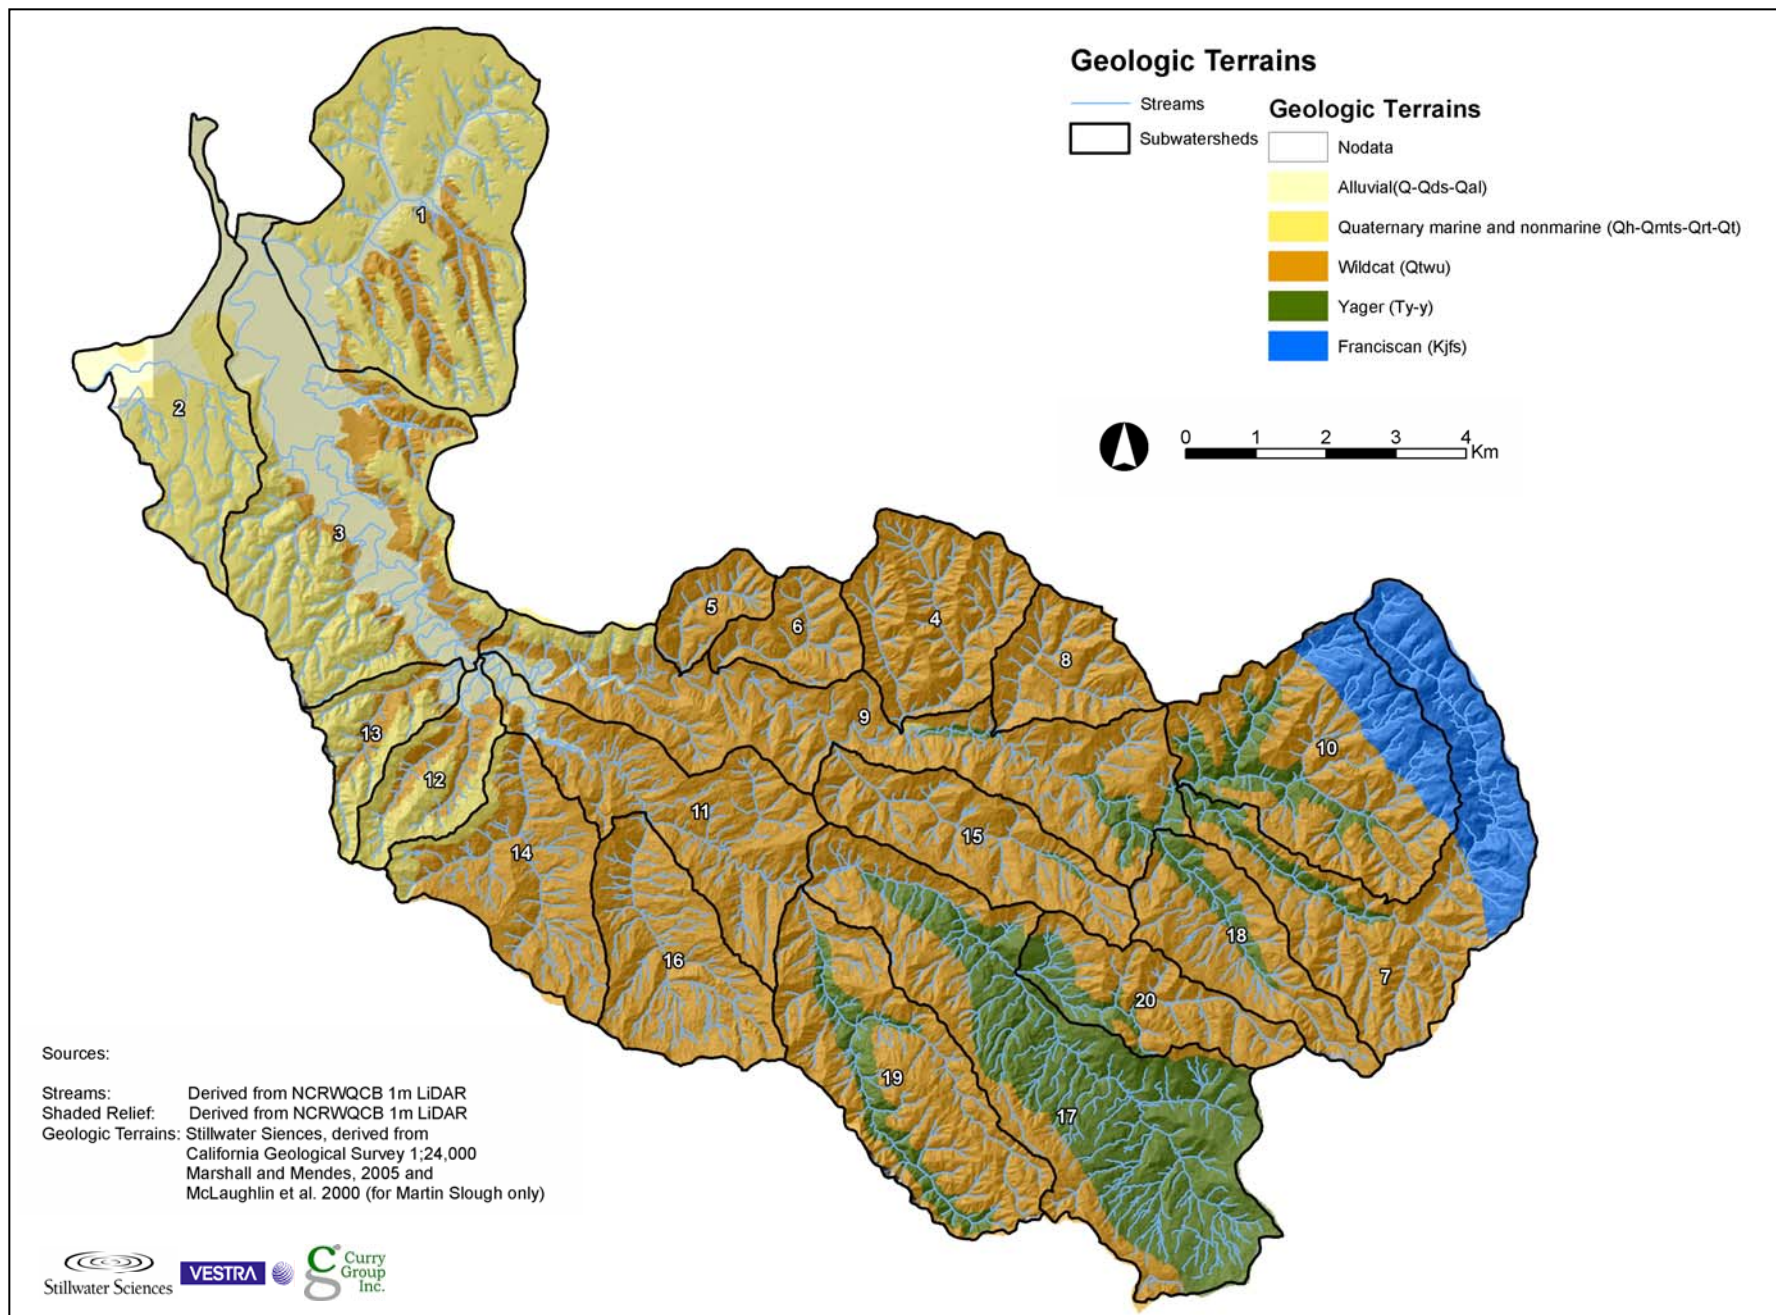 Geologic Terrains
Streams
Subwatersheds
Geologic Terrains
Nodata
Alluvial(Q-Qds-Qal)
Quaternary marine and nonmarine (Qh-Qmts-Qrt-Qt)
Wildcat (Qtwu)
Yager (Ty-y)
Franciscan (Kjfs)
0 1 2 3 4
Km
1
2
3
5
6
4
8
9
10
13
12
11
15
14
16
18
7
20
19
17
Sources:
Streams: Derived from NCRWQCB 1m LiDAR
Shaded Relief: Derived from NCRWQCB 1m LiDAR
Geologic Terrains: Stillwater Siences, derived from
California Geological Survey 1;24,000
Marshall and Mendes, 2005 and
McLaughlin et al. 2000 (for Martin Slough only)
Stillwater Sciences
VESTRA
Cg
Curry
Group
Inc.